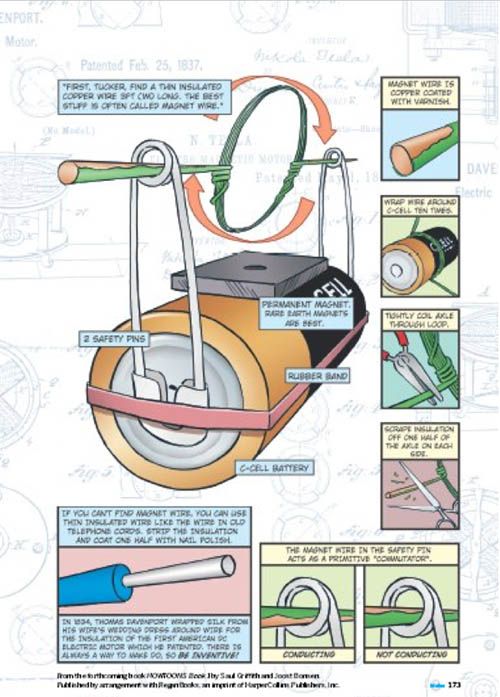 ENPORT.
Motor.
Patented Feb. 25, 1837.
(No Model.)
N. TESLA
DAVE
Electric
"FIRST, TUCKER, FIND A THIN INSULATED
COPPER WIRE 3FT (1M) LONG. THE BEST
STUFF IS OFTEN CALLED MAGNET WIRE."
MAGNET WIRE IS
COPPER COATED
WITH VARNISH.
WRAP WIRE AROUND
C-CELL TEN TIMES.
CELL
TIGHTLY COIL AXLE
THROUGH LOOP.
SCRAPE INSULATION
OFF ONE HALF OF
THE AXLE ON EACH
SIDE.
PERMANENT MAGNET.
RARE EARTH MAGNETS
ARE BEST.
2 SAFETY PINS
RUBBER BAND
C-CELL BATTERY
IF YOU CAN'T FIND MAGNET WIRE, YOU CAN USE
THIN INSULATED WIRE LIKE THE WIRE IN OLD
TELEPHONE CORDS. STRIP THE INSULATION
AND COAT ONE HALF WITH NAIL POLISH.
IN 1834, THOMAS DAVENPORT WRAPPED SILK FROM
HIS WIFE'S WEDDING DRESS AROUND WIRE FOR
THE INSULATION OF THE FIRST AMERICAN DC
ELECTRIC MOTOR WHICH HE PATENTED. THERE IS
ALWAYS A WAY TO MAKE DO, SO BE INVENTIVE!
THE MAGNET WIRE IN THE SAFETY PIN
ACTS AS A PRIMITIVE "COMMUTATOR".
CONDUCTING
NOT CONDUCTING
From the forthcoming book HOWTOONS Book 1 by Saul Griffith and Joost Bonsen.
Published by arrangement with ReganBooks, an imprint of HarperCollins Publishers, Inc.
Make: 173